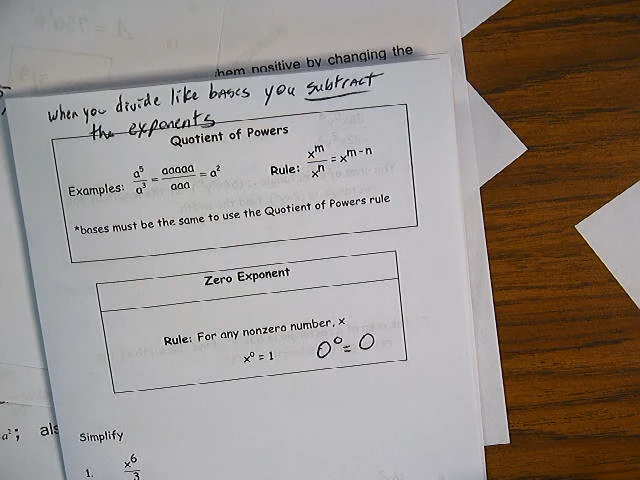 hem positive by changing the
When you divide like bases you subtract
the exponents
Quotient of Powers
Examples: a⁵/a³ = aaaaa/aaa = a² Rule: xᵐ/xⁿ = xᵐ⁻ⁿ
*bases must be the same to use the Quotient of Powers rule
Zero Exponent
Rule: For any nonzero number, x
x⁰ = 1 0⁰ = 0
a²; als
Simplify
1. x⁶/3